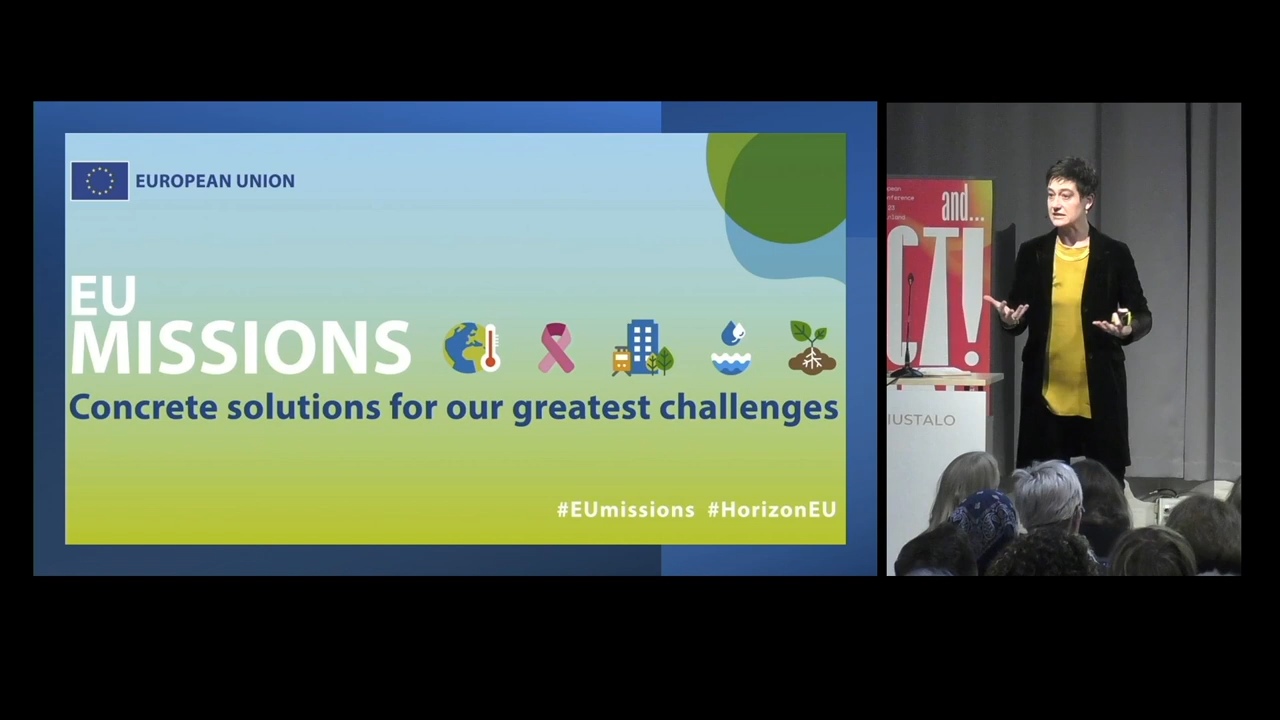 EUROPEAN UNION
EU
MISSIONS
Concrete solutions for our greatest challenges
#EUmissions #HorizonEU
and...
CT!
IUSTALO